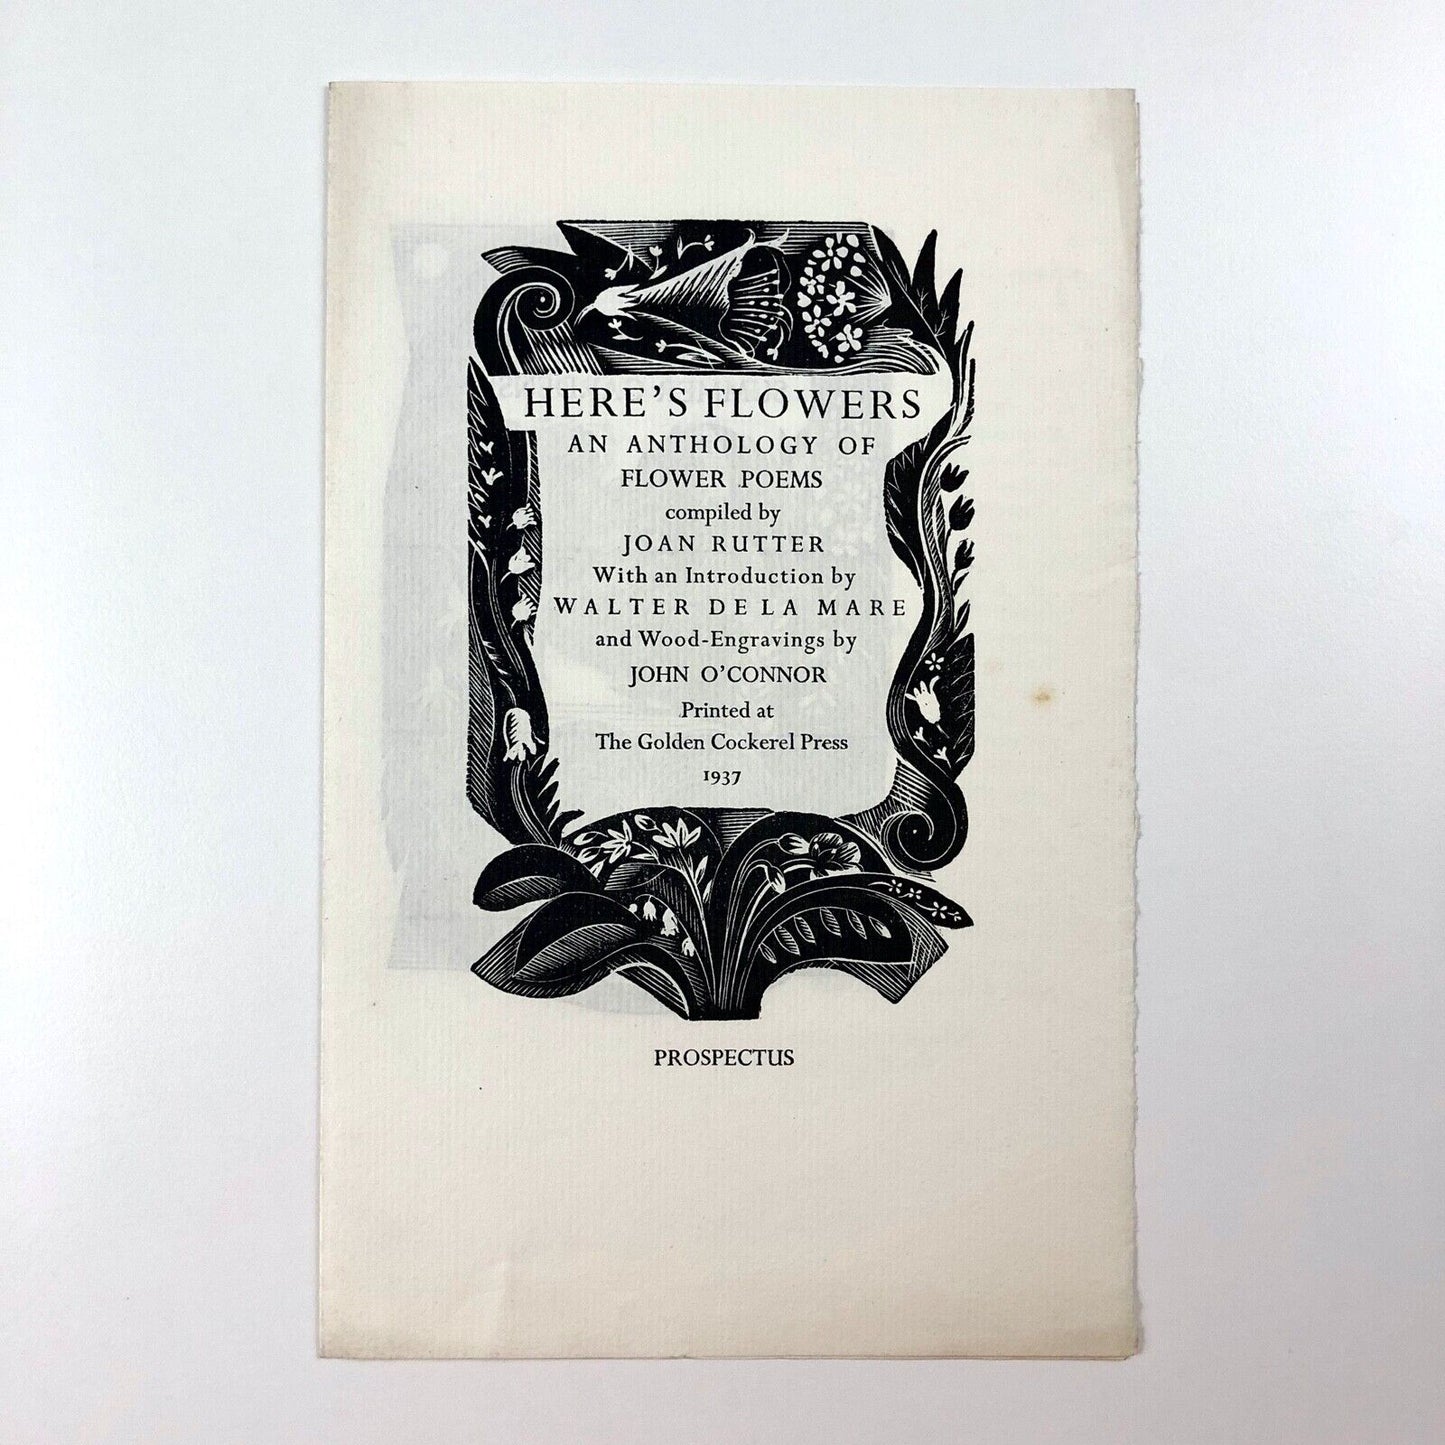 HERE'S FLOWERS
AN ANTHOLOGY OF
FLOWER POEMS
compiled by
JOAN RUTTER
With an Introduction by
WALTER DE LA MARE
and Wood-Engravings by
JOHN O'CONNOR
Printed at
The Golden Cockerel Press
1937
PROSPECTUS